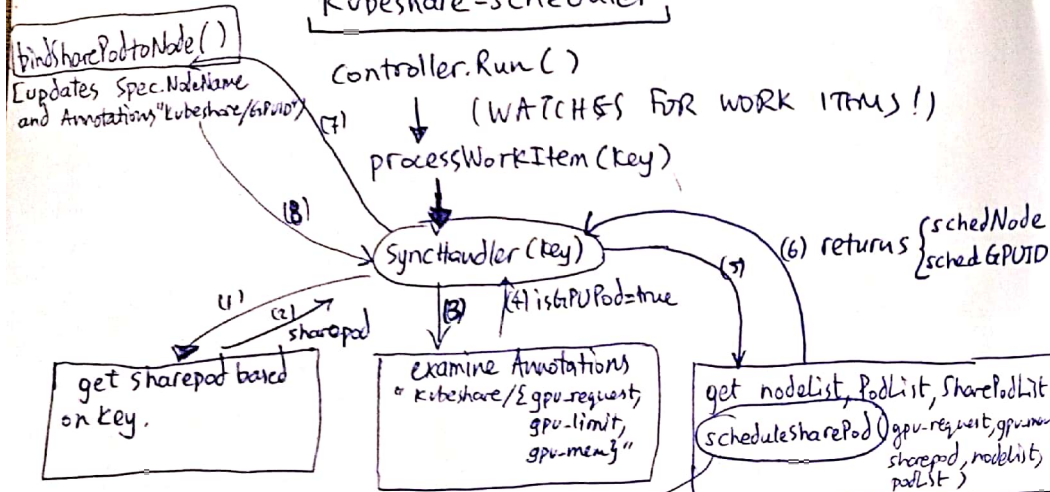 Kubeshare-scheduler
bindSharePodtoNode()
[updates Spec.NodeName
and Annotations "kubeshare/GPUID")
Controller.Run()
(WATCHES FOR WORK ITEMS!)
processWorkItem(key)
(7)
(8)
SyncHandler(key)
(6) returns { schedNode
schedGPUID
(5)
(1)
(2)
sharepod
(3)
(4) isGPUPod=true
get sharepod based
on key.
examine Annotations
"kubeshare/{gpu-request,
gpu-limit,
gpu-mem}"
get nodeList, PodList, SharePodList
scheduleSharePod() gpu-request, gpu-mem
sharepod, nodelist,
podList)